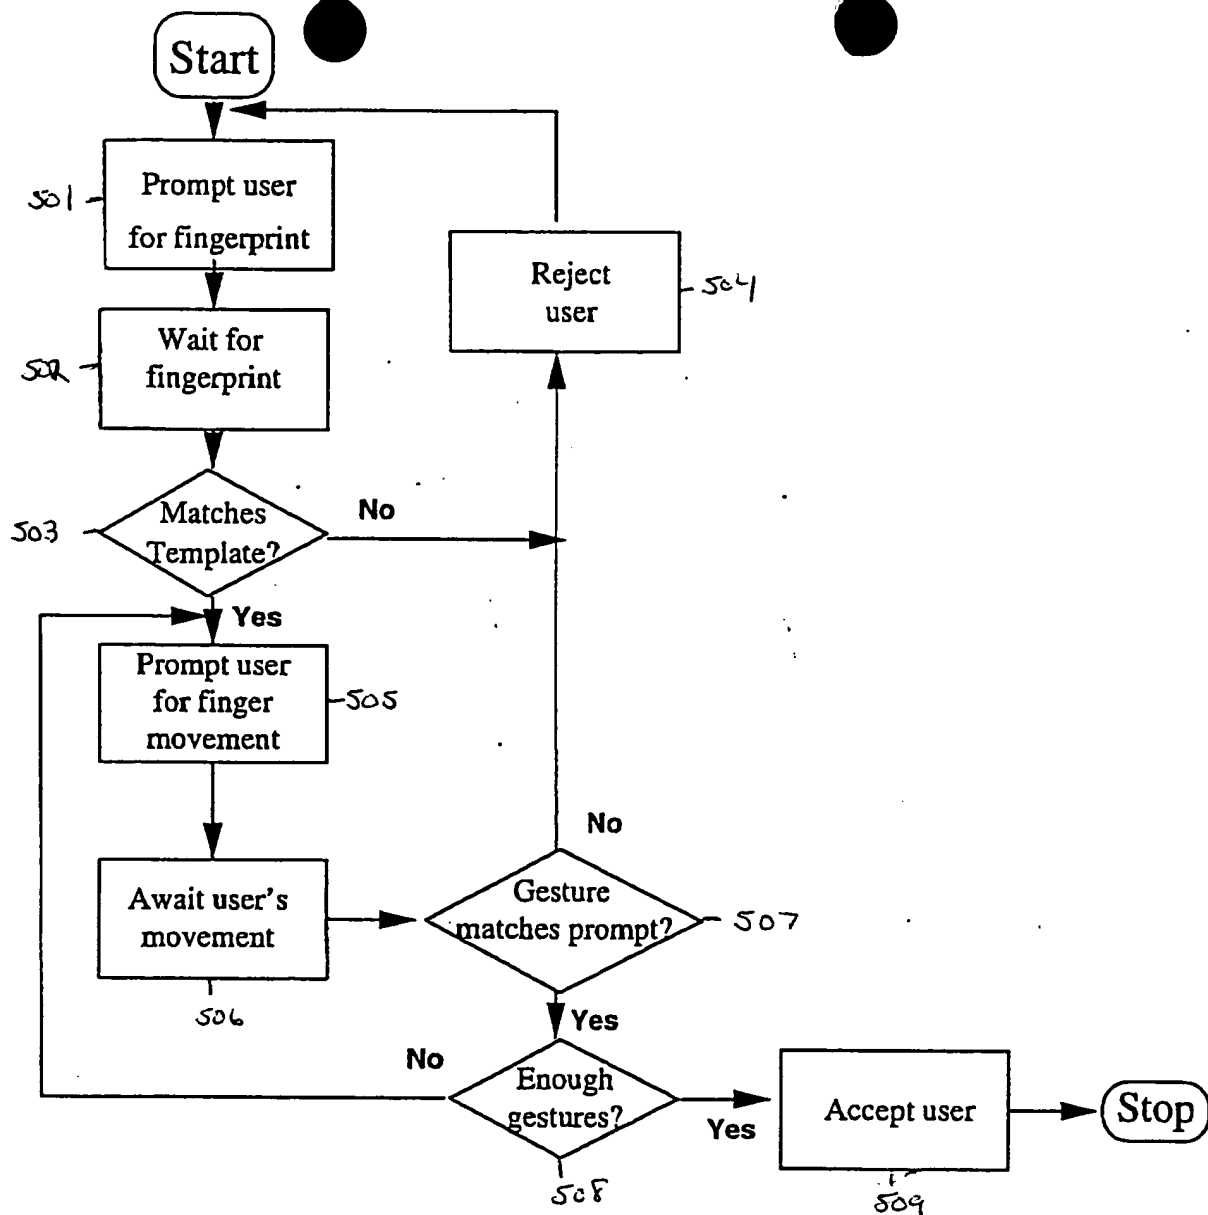 Start
501
Prompt user
for fingerprint
Reject
user
504
502
Wait for
fingerprint
503
Matches
Template?
No
Yes
Prompt user
for finger
movement
505
No
Await user's
movement
506
Gesture
matches prompt?
507
Yes
No
Enough
gestures?
508
Yes
Accept user
509
Stop